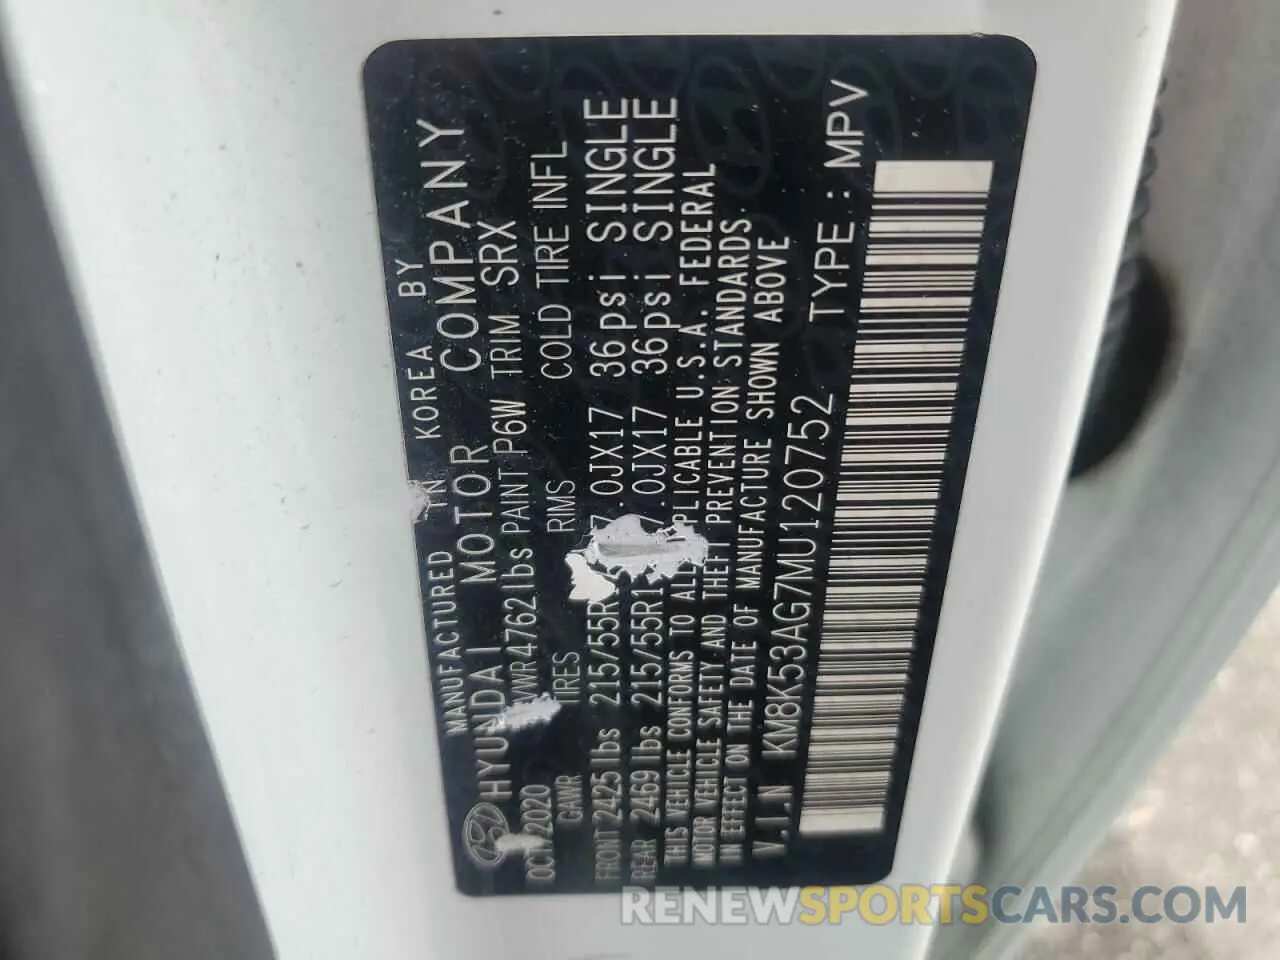 MANUFACTURED IN KOREA BY
HYUNDAI MOTOR COMPANY
2020 GVWR4762lbs PAINT P6W TRIM SRX
GAWR TIRES RIMS COLD TIRE INFL
FRONT 2425lbs 215/55R 7.0JX17 36psi SINGLE
REAR 2469lbs 215/55R1 7.0JX17 36psi SINGLE
THIS VEHICLE CONFORMS TO ALL APPLICABLE U.S.A. FEDERAL
MOTOR VEHICLE SAFETY AND THEFT PREVENTION STANDARDS
IN EFFECT ON THE DATE OF MANUFACTURE SHOWN ABOVE
V.I.N KM8K53AG7MU120752 TYPE : MPV
RENEWSPORTSCARS.COM